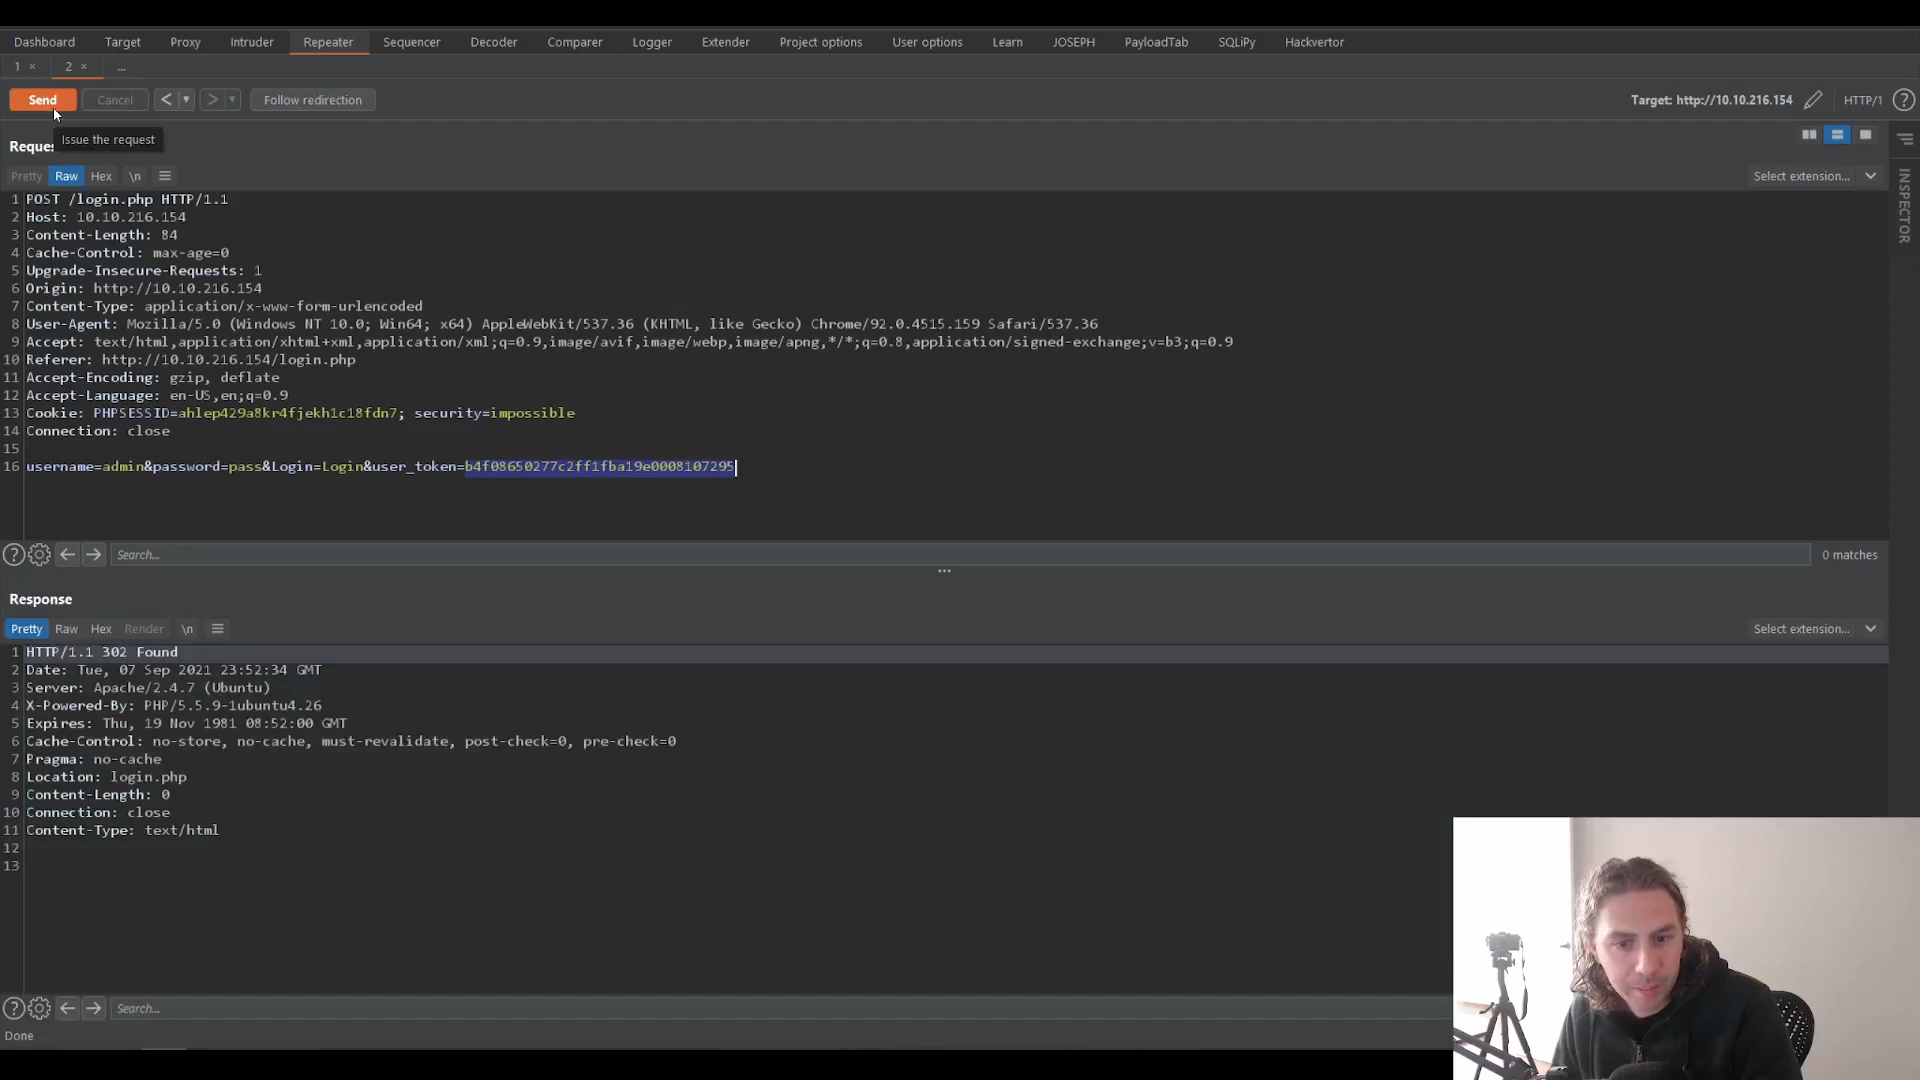 Dashboard Target Proxy Intruder Repeater Sequencer Decoder Comparer Logger Extender Project options User options Learn JOSEPH PayloadTab SQLiPy Hackvertor
1 × 2 × ...
Send Cancel < > Follow redirection Target: http://10.10.216.154 HTTP/1 ?
Issue the request
Reques
Pretty Raw Hex \n Select extension...
INSPECTOR
1 POST /login.php HTTP/1.1
2 Host: 10.10.216.154
3 Content-Length: 84
4 Cache-Control: max-age=0
5 Upgrade-Insecure-Requests: 1
6 Origin: http://10.10.216.154
7 Content-Type: application/x-www-form-urlencoded
8 User-Agent: Mozilla/5.0 (Windows NT 10.0; Win64; x64) AppleWebKit/537.36 (KHTML, like Gecko) Chrome/92.0.4515.159 Safari/537.36
9 Accept: text/html,application/xhtml+xml,application/xml;q=0.9,image/avif,image/webp,image/apng,*/*;q=0.8,application/signed-exchange;v=b3;q=0.9
10 Referer: http://10.10.216.154/login.php
11 Accept-Encoding: gzip, deflate
12 Accept-Language: en-US,en;q=0.9
13 Cookie: PHPSESSID=ahlep429a8kr4fjekh1c18fdn7; security=impossible
14 Connection: close
15
16 username=admin&password=pass&Login=Login&user_token=b4f08650277c2ff1fba19e0008107295
? Search... 0 matches
Response
Pretty Raw Hex Render \n Select extension...
1 HTTP/1.1 302 Found
2 Date: Tue, 07 Sep 2021 23:52:34 GMT
3 Server: Apache/2.4.7 (Ubuntu)
4 X-Powered-By: PHP/5.5.9-1ubuntu4.26
5 Expires: Thu, 19 Nov 1981 08:52:00 GMT
6 Cache-Control: no-store, no-cache, must-revalidate, post-check=0, pre-check=0
7 Pragma: no-cache
8 Location: login.php
9 Content-Length: 0
10 Connection: close
11 Content-Type: text/html
12
13
? Search...
Done